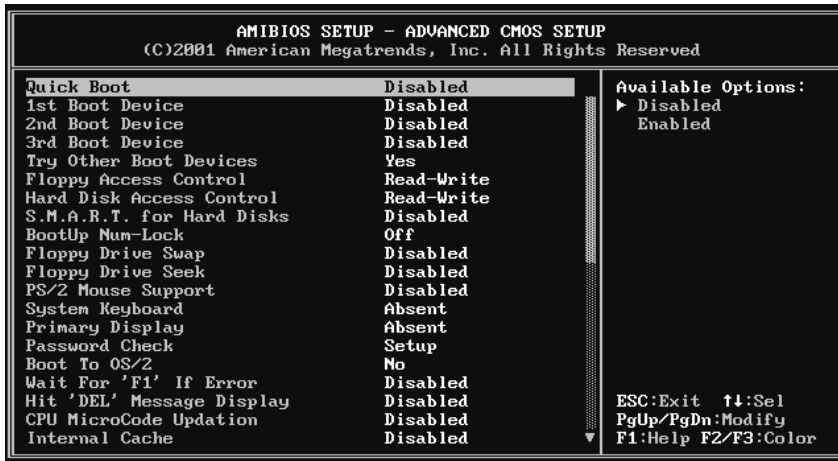 AMIBIOS SETUP - ADVANCED CMOS SETUP
(C)2001 American Megatrends, Inc. All Rights Reserved
Quick Boot Disabled
1st Boot Device Disabled
2nd Boot Device Disabled
3rd Boot Device Disabled
Try Other Boot Devices Yes
Floppy Access Control Read-Write
Hard Disk Access Control Read-Write
S.M.A.R.T. for Hard Disks Disabled
BootUp Num-Lock Off
Floppy Drive Swap Disabled
Floppy Drive Seek Disabled
PS/2 Mouse Support Disabled
System Keyboard Absent
Primary Display Absent
Password Check Setup
Boot To OS/2 No
Wait For 'F1' If Error Disabled
Hit 'DEL' Message Display Disabled
CPU MicroCode Updation Disabled
Internal Cache Disabled
Available Options:
► Disabled
Enabled
ESC:Exit ↑↓:Sel
PgUp/PgDn:Modify
F1:Help F2/F3:Color